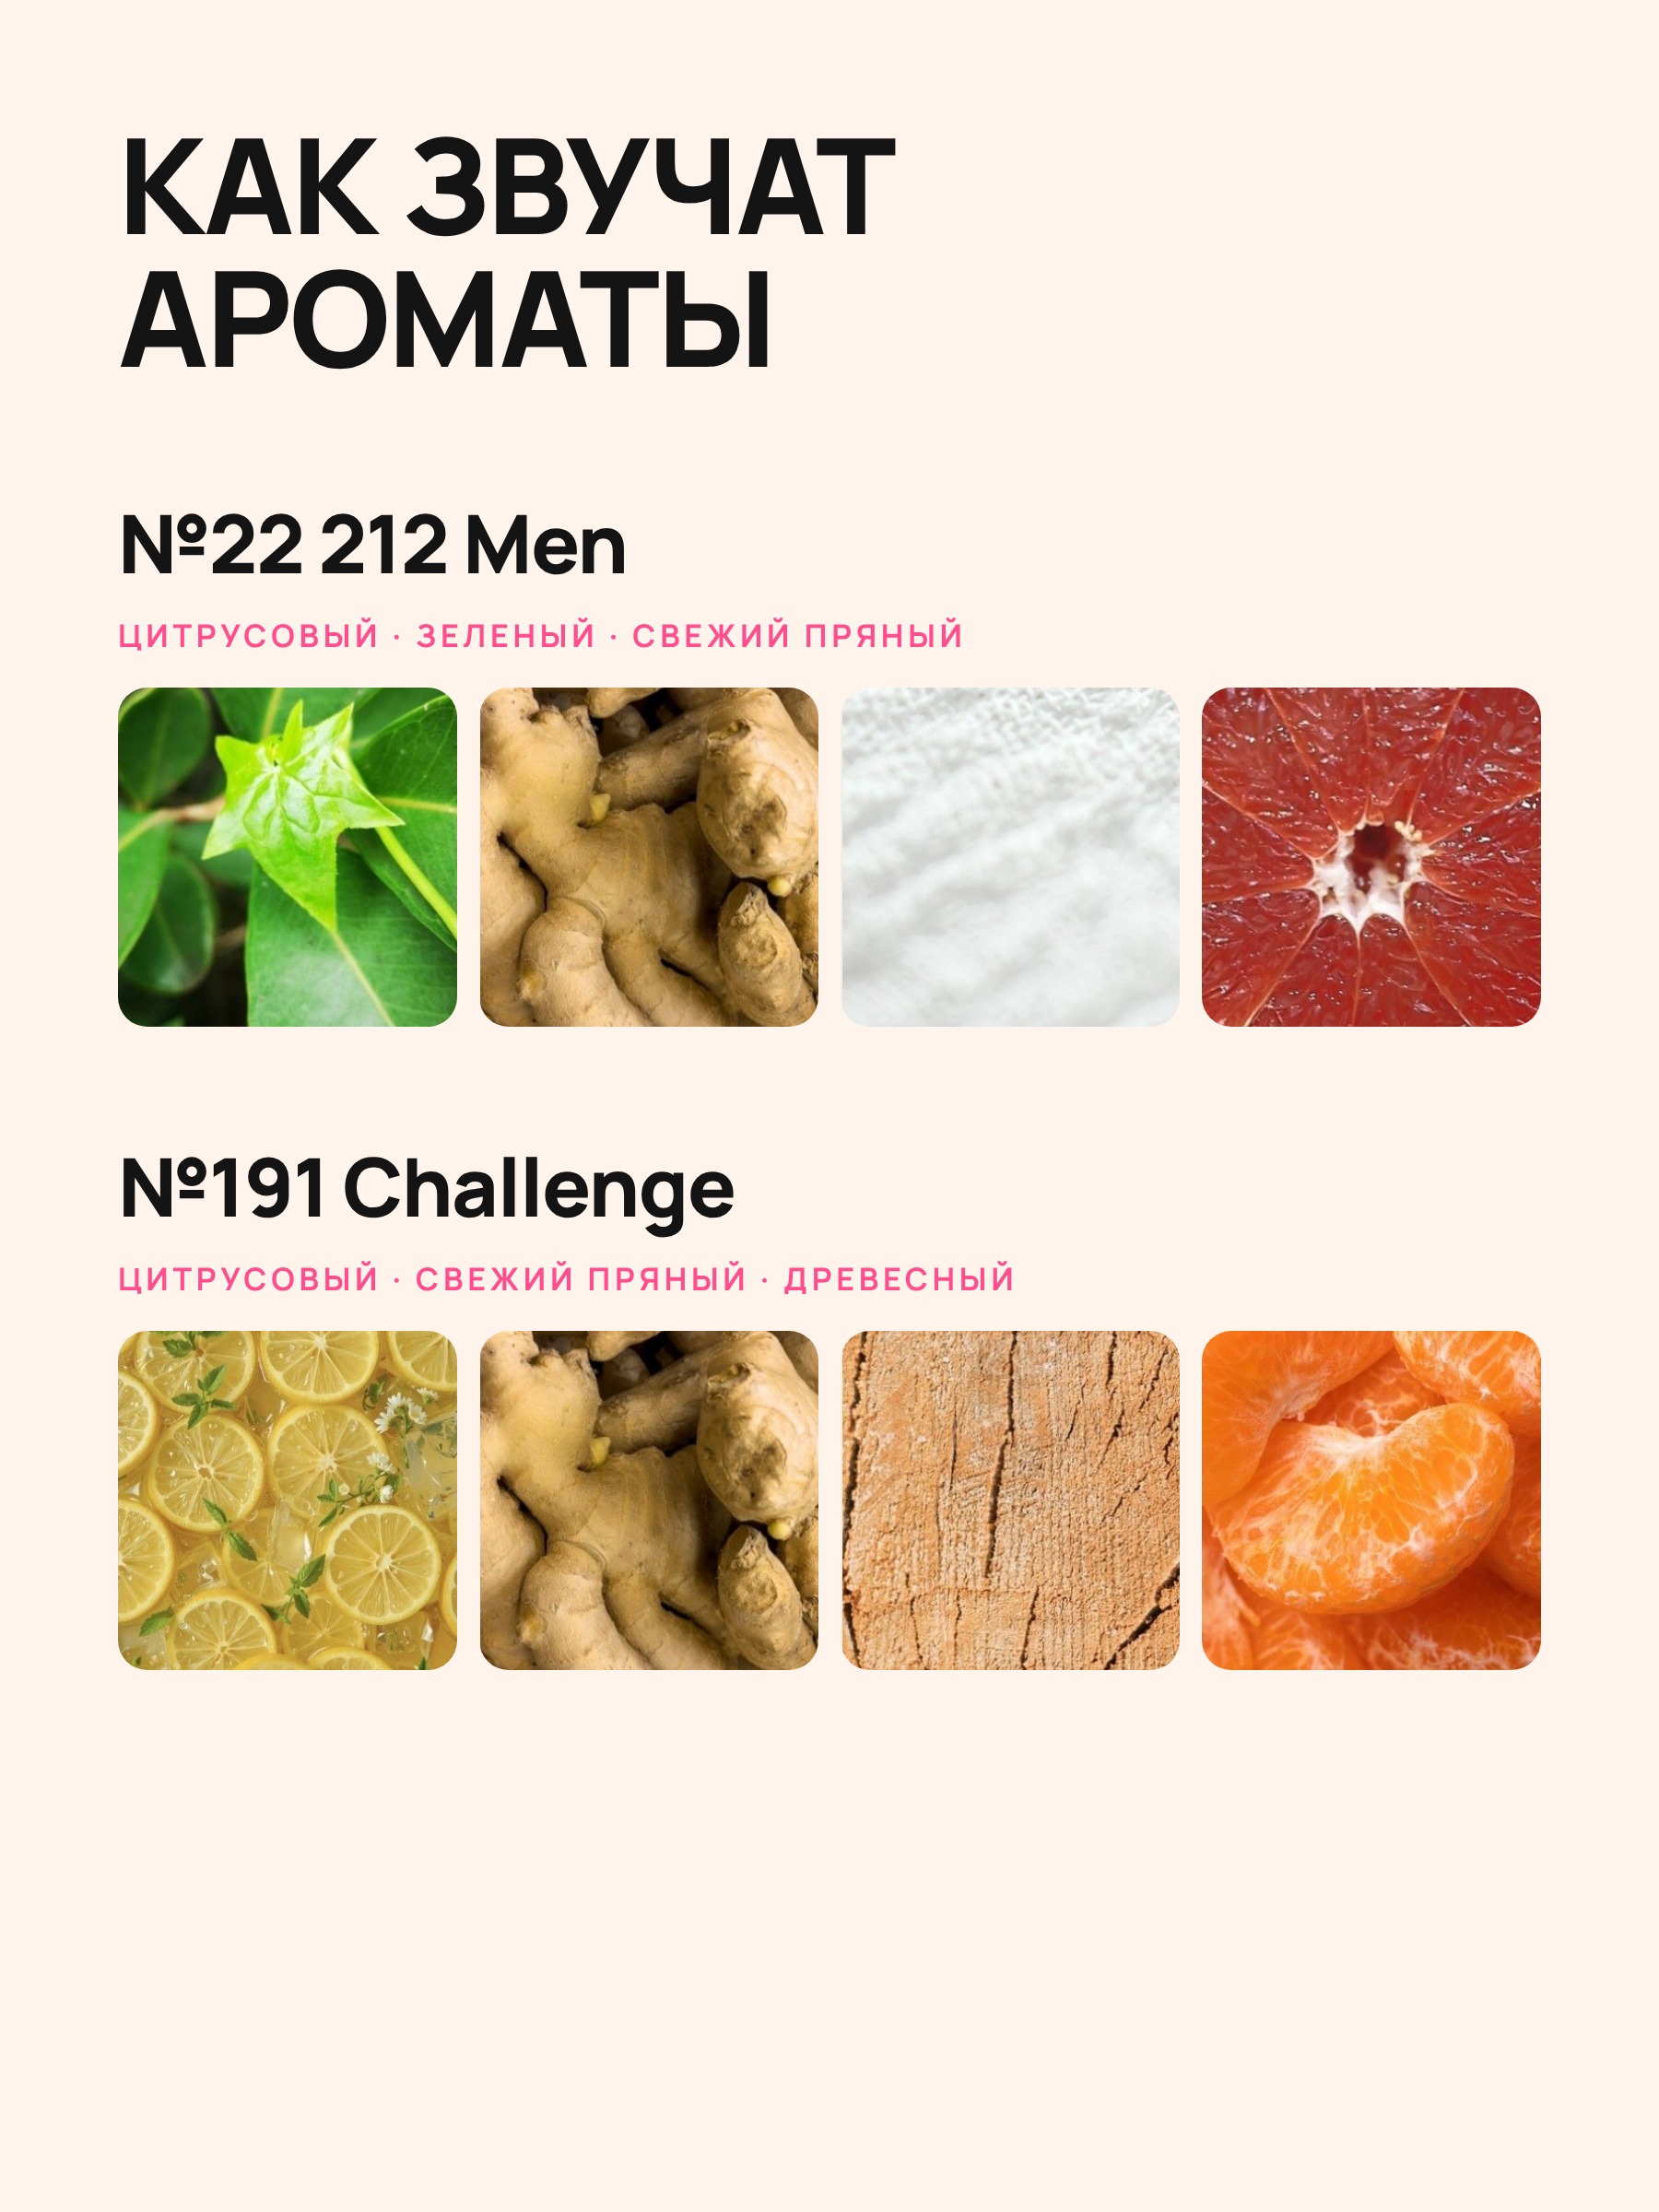 КАК ЗВУЧАТ
АРОМАТЫ
№22 212 Men
ЦИТРУСОВЫЙ · ЗЕЛЕНЫЙ · СВЕЖИЙ ПРЯНЫЙ
№191 Challenge
ЦИТРУСОВЫЙ · СВЕЖИЙ ПРЯНЫЙ · ДРЕВЕСНЫЙ